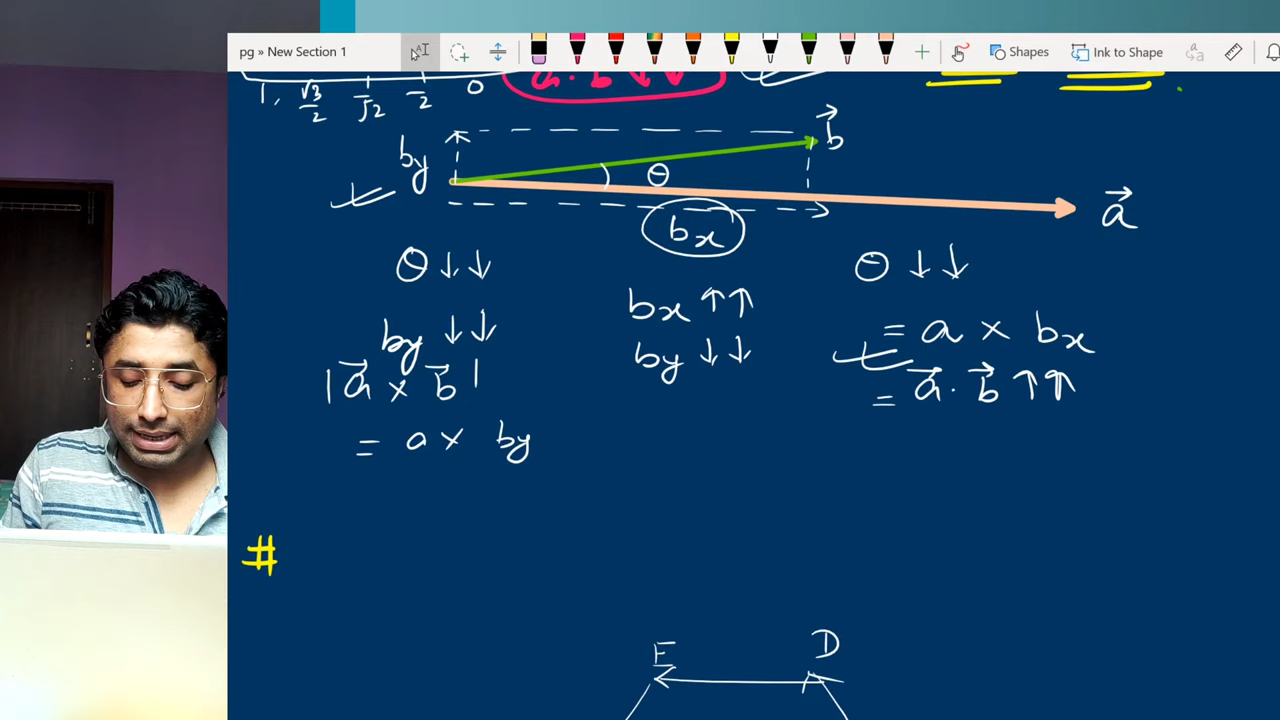 pg » New Section 1
Shapes
Ink to Shape
1, √3/2 1/√2 1/2 0
a⃗ · b⃗ ↓ ↓
by
θ
b⃗
bx
a⃗
θ ↓↓
by ↓↓
|a⃗ × b⃗|
= a × by
bx ↑↑
by ↓↓
θ ↓↓
= a × bx
= a⃗ · b⃗ ↑↑
#
E
D